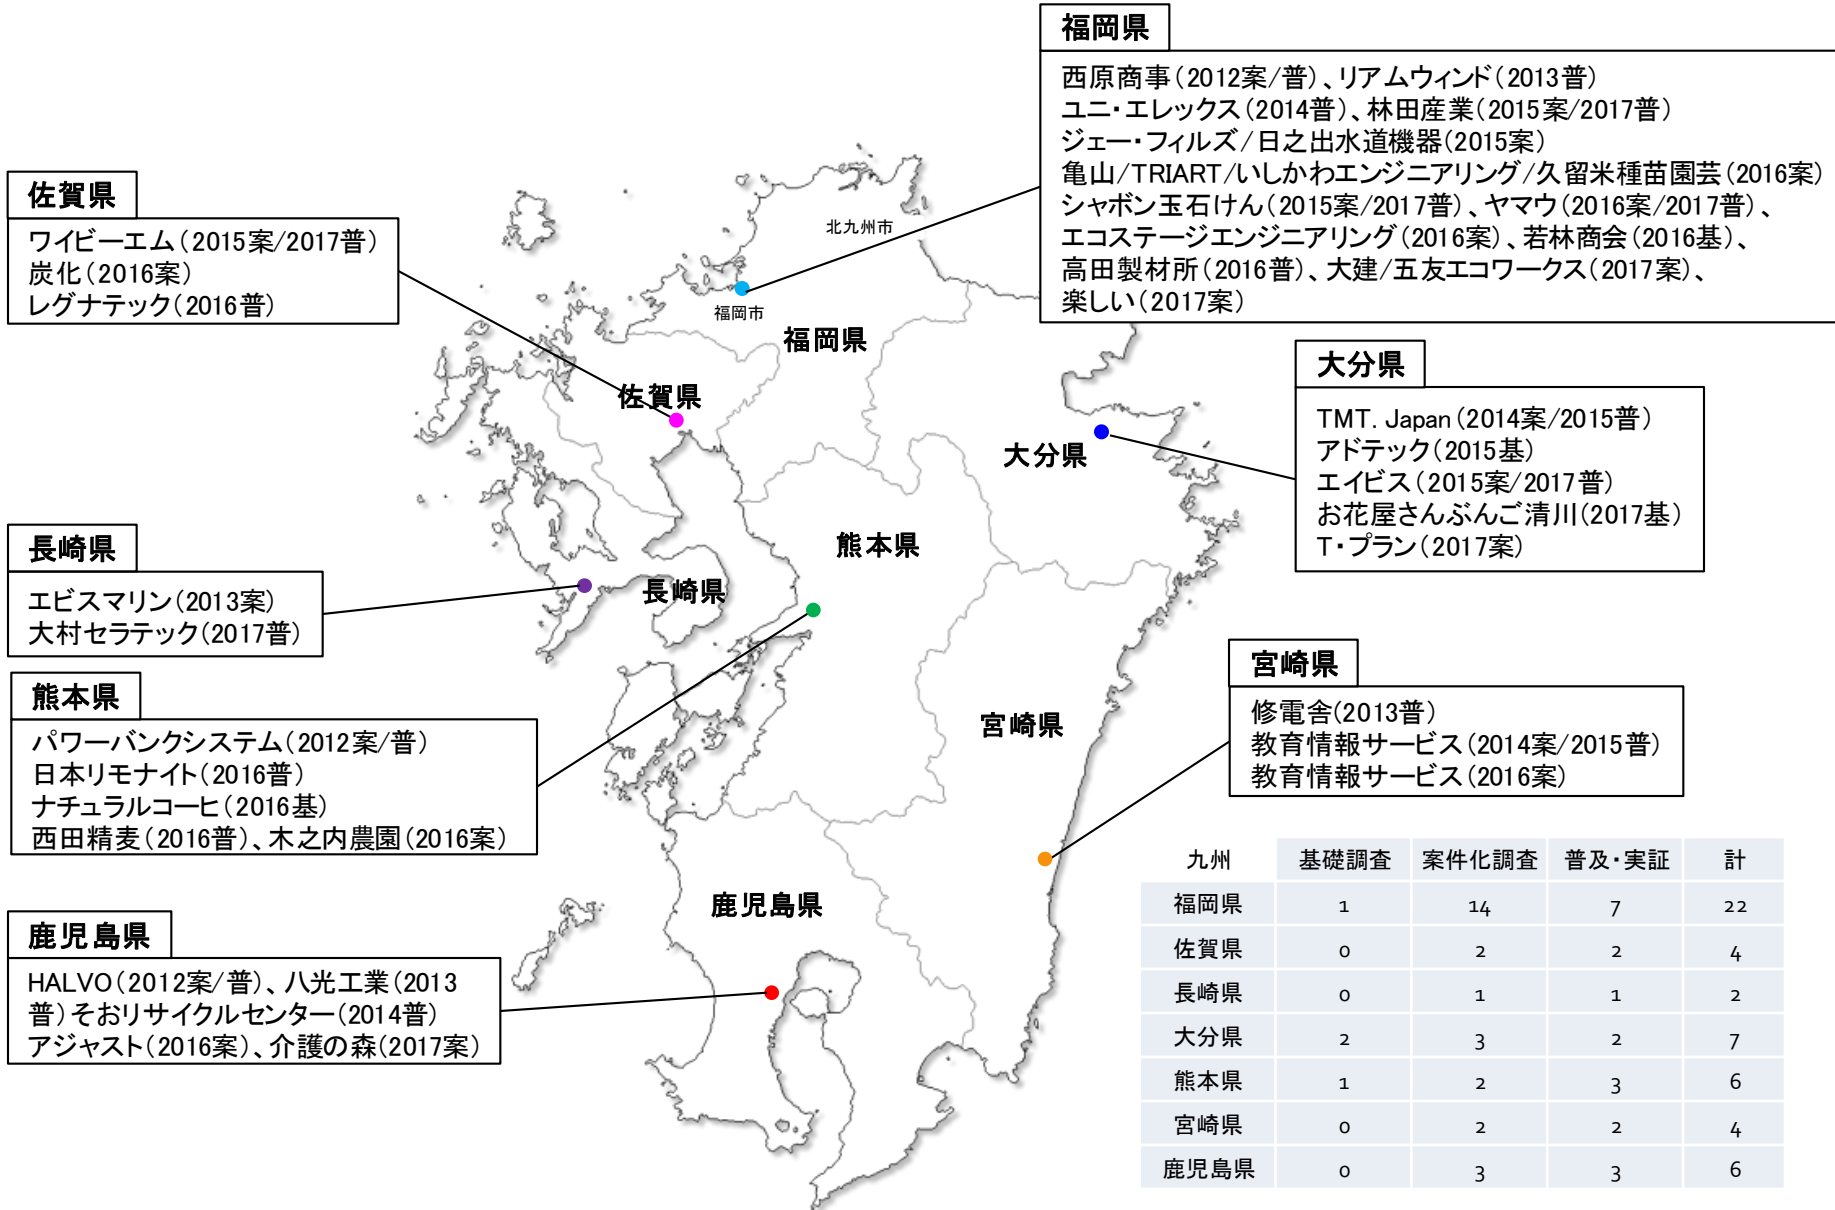 福岡県
西原商事（2012案/普）、リアムウィンド（2013普）
ユニ・エレックス（2014普）、林田産業（2015案/2017普）
ジェー・フィルズ/日之出水道機器（2015案）
亀山/TRIART/いしかわエンジニアリング/久留米種苗園芸（2016案）
シャボン玉石けん（2015案/2017普）、ヤマウ（2016案/2017普）、
エコステージエンジニアリング（2016案）、若林商会（2016基）、
高田製材所（2016普）、大建/五友エコワークス（2017案）、
楽しい（2017案）
佐賀県
ワイビーエム（2015案/2017普）
炭化（2016案）
レグナテック（2016普）
北九州市
福岡市
福岡県
佐賀県
大分県
熊本県
長崎県
宮崎県
鹿児島県
大分県
TMT. Japan（2014案/2015普）
アドテック（2015基）
エイビス（2015案/2017普）
お花屋さんぶんご清川（2017基）
T・プラン（2017案）
長崎県
エビスマリン（2013案）
大村セラテック（2017普）
熊本県
パワーバンクシステム（2012案/普）
日本リモナイト（2016普）
ナチュラルコーヒ（2016基）
西田精麦（2016普）、木之内農園（2016案）
宮崎県
修電舎(2013普）
教育情報サービス（2014案/2015普）
教育情報サービス（2016案）
鹿児島県
HALVO（2012案/普）、八光工業（2013
普）そおリサイクルセンター（2014普）
アジャスト（2016案）、介護の森（2017案）
九州 基礎調査 案件化調査 普及・実証 計
福岡県 1 14 7 22
佐賀県 0 2 2 4
長崎県 0 1 1 2
大分県 2 3 2 7
熊本県 1 2 3 6
宮崎県 0 2 2 4
鹿児島県 0 3 3 6